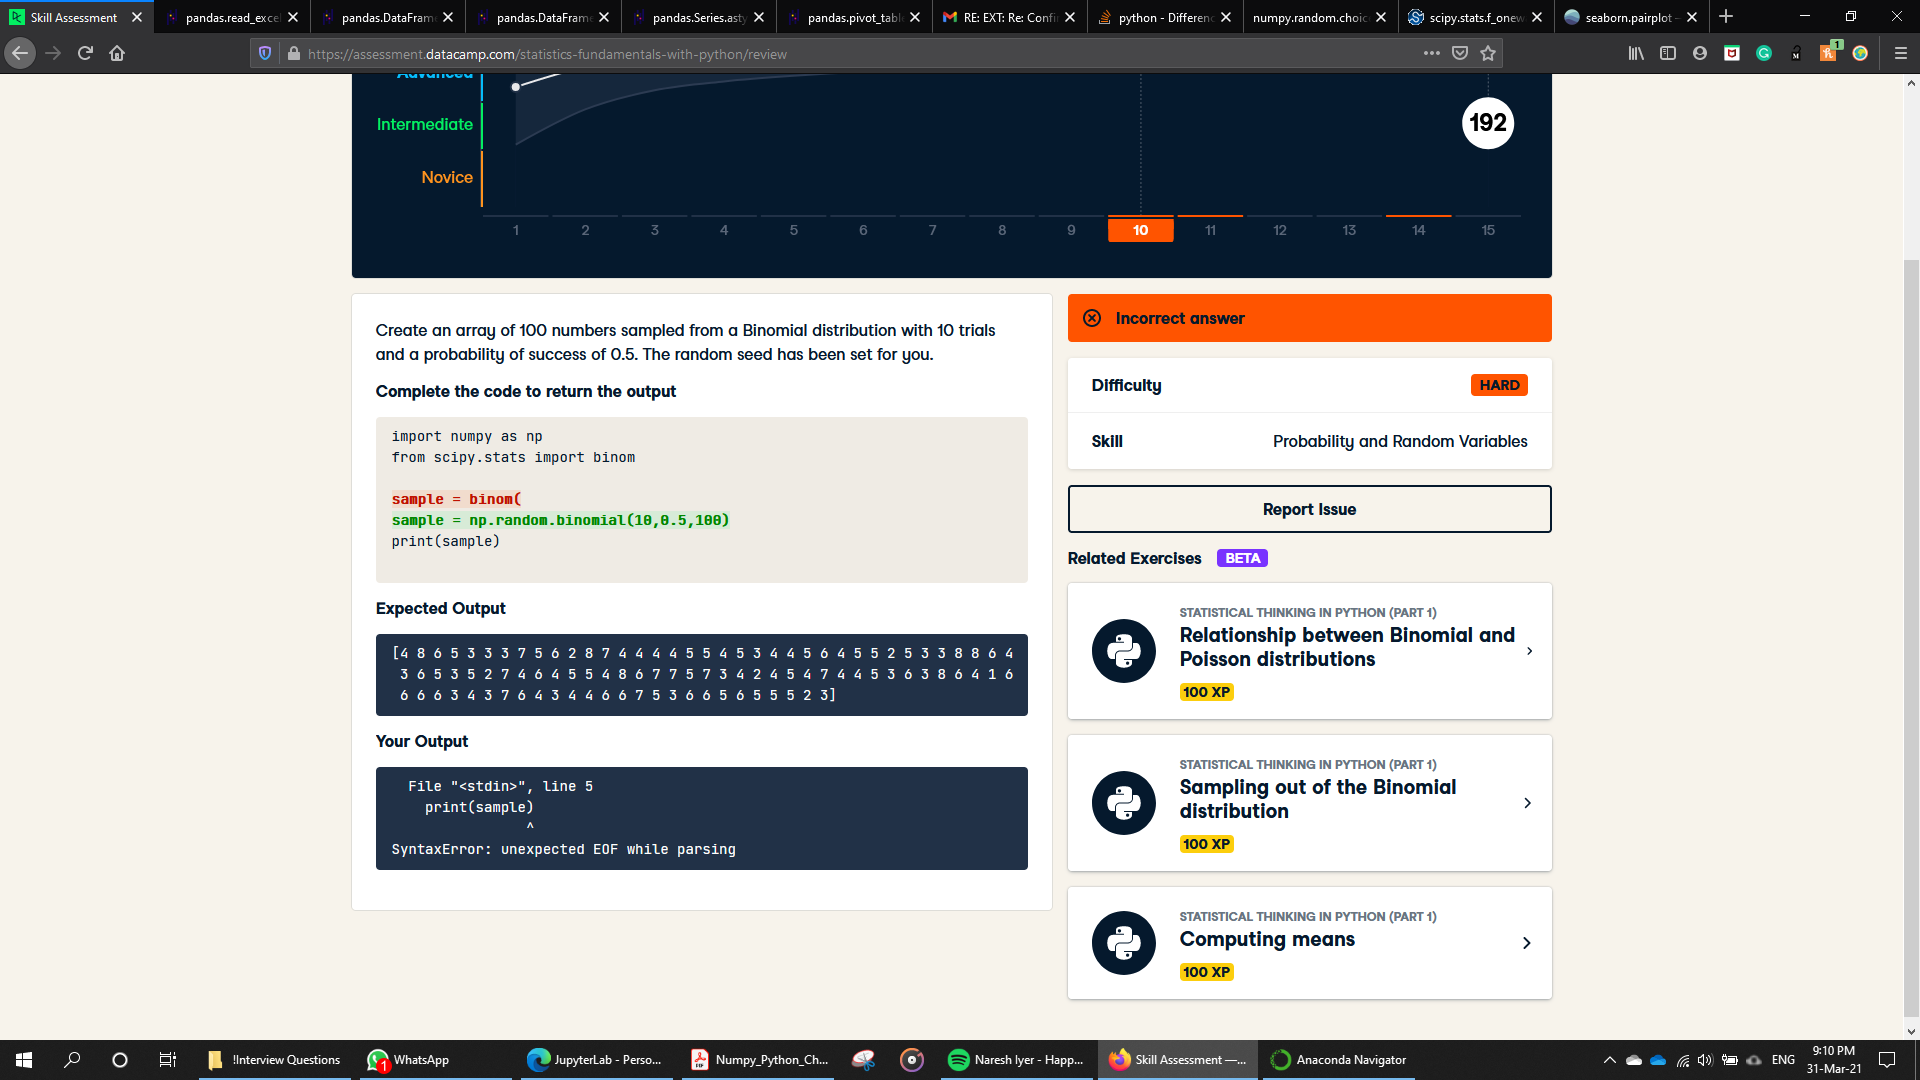 Skill Assessment
pandas.read_exce
pandas.DataFrame
pandas.DataFrame
pandas.Series.asty
pandas.pivot_tabl
RE: EXT: Re: Confir
python - Differenc
numpy.random.choic
scipy.stats.f_onew
seaborn.pairplot
https://assessment.datacamp.com/statistics-fundamentals-with-python/review
1
Advanced
Intermediate
Novice
192
1 2 3 4 5 6 7 8 9 10 11 12 13 14 15
Create an array of 100 numbers sampled from a Binomial distribution with 10 trials
and a probability of success of 0.5. The random seed has been set for you.
Complete the code to return the output
import numpy as np
from scipy.stats import binom
sample = binom(
sample = np.random.binomial(10,0.5,100)
print(sample)
Expected Output
[4 8 6 5 3 3 3 7 5 6 2 8 7 4 4 4 4 5 5 4 5 3 4 4 5 6 4 5 5 2 5 3 3 8 8 6 4
3 6 5 3 5 2 7 4 6 4 5 5 4 8 6 7 7 5 7 3 4 2 4 5 4 7 4 4 5 3 6 3 8 6 4 1 6
6 6 6 3 4 3 7 6 4 3 4 4 6 6 7 5 3 6 6 5 6 5 5 5 2 3]
Your Output
File "<stdin>", line 5
print(sample)
^
SyntaxError: unexpected EOF while parsing
Incorrect answer
Difficulty HARD
Skill Probability and Random Variables
Report Issue
Related Exercises BETA
STATISTICAL THINKING IN PYTHON (PART 1)
Relationship between Binomial and
Poisson distributions
100 XP
STATISTICAL THINKING IN PYTHON (PART 1)
Sampling out of the Binomial
distribution
100 XP
STATISTICAL THINKING IN PYTHON (PART 1)
Computing means
100 XP
!Interview Questions
1
WhatsApp
JupyterLab - Perso...
Numpy_Python_Ch...
Naresh Iyer - Happ...
Skill Assessment —...
Anaconda Navigator
ENG
9:10 PM
31-Mar-21